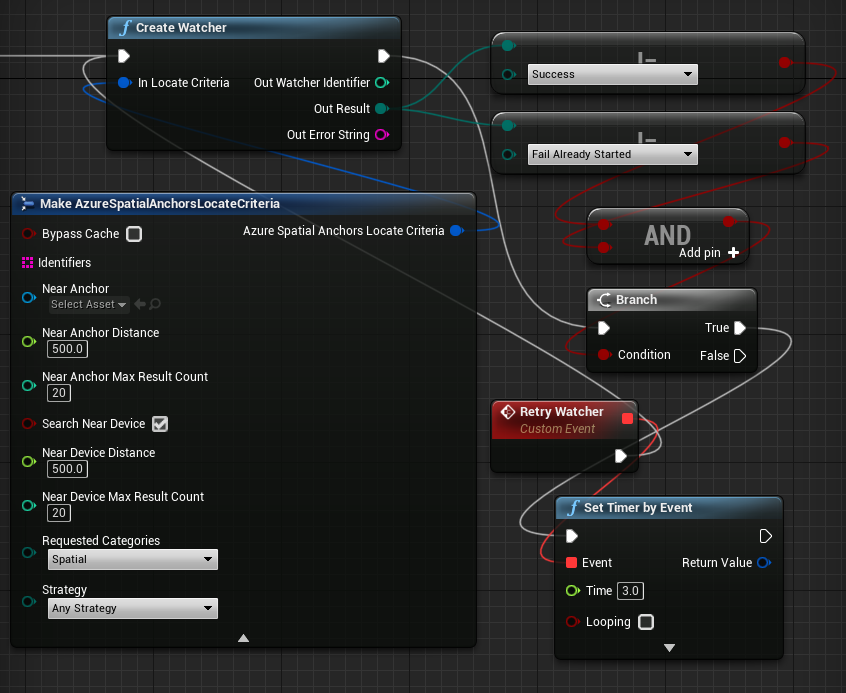 Create Watcher
In Locate Criteria
Out Watcher Identifier
Out Result
Out Error String
!=
Success
!=
Fail Already Started
Make AzureSpatialAnchorsLocateCriteria
Bypass Cache
Azure Spatial Anchors Locate Criteria
Identifiers
Near Anchor
Select Asset
Near Anchor Distance
500.0
Near Anchor Max Result Count
20
Search Near Device
Near Device Distance
500.0
Near Device Max Result Count
20
Requested Categories
Spatial
Strategy
Any Strategy
AND
Add pin
Branch
True
Condition
False
Retry Watcher
Custom Event
Set Timer by Event
Event
Return Value
Time 3.0
Looping